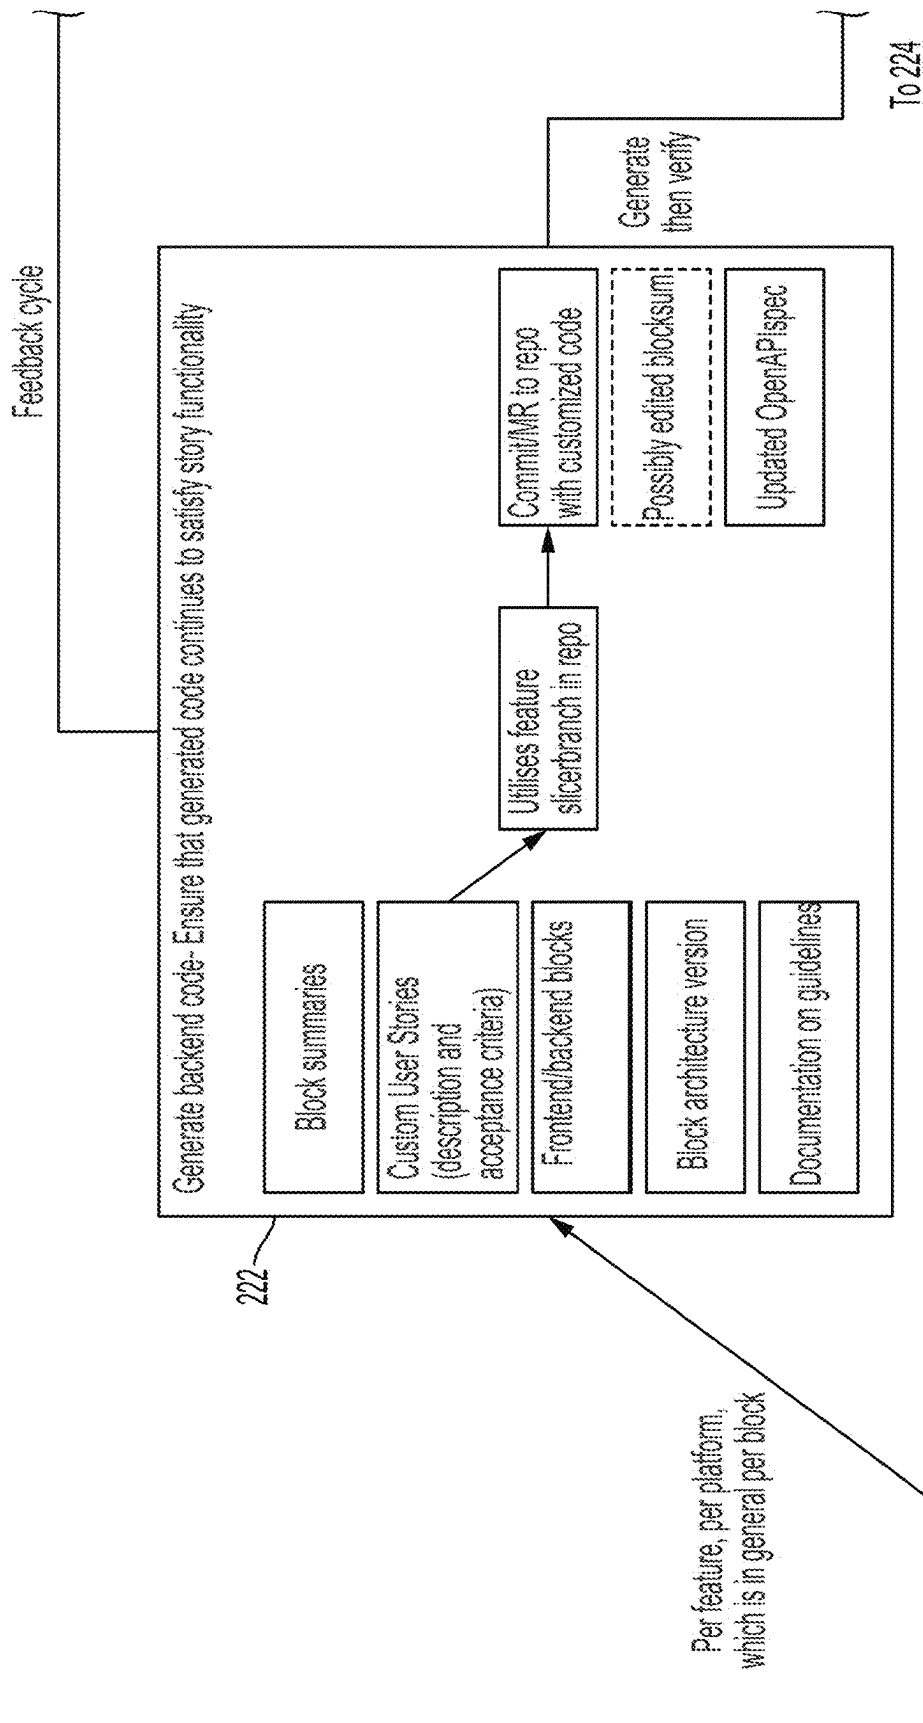 Feedback cycle
Generate backend code- Ensure that generated code continues to satisfy story functionality
222
Block summaries
Custom User Stories
(description and
acceptance criteria)
Frontend/backend blocks
Block architecture version
Documentation on guidelines
Utilises feature
slicerbranch in repo
Commit/MR to repo
with customized code
Possibly edited blocksum
Updated OpenAPIspec
Generate
then verify
To 224
Per feature, per platform,
which is in general per block